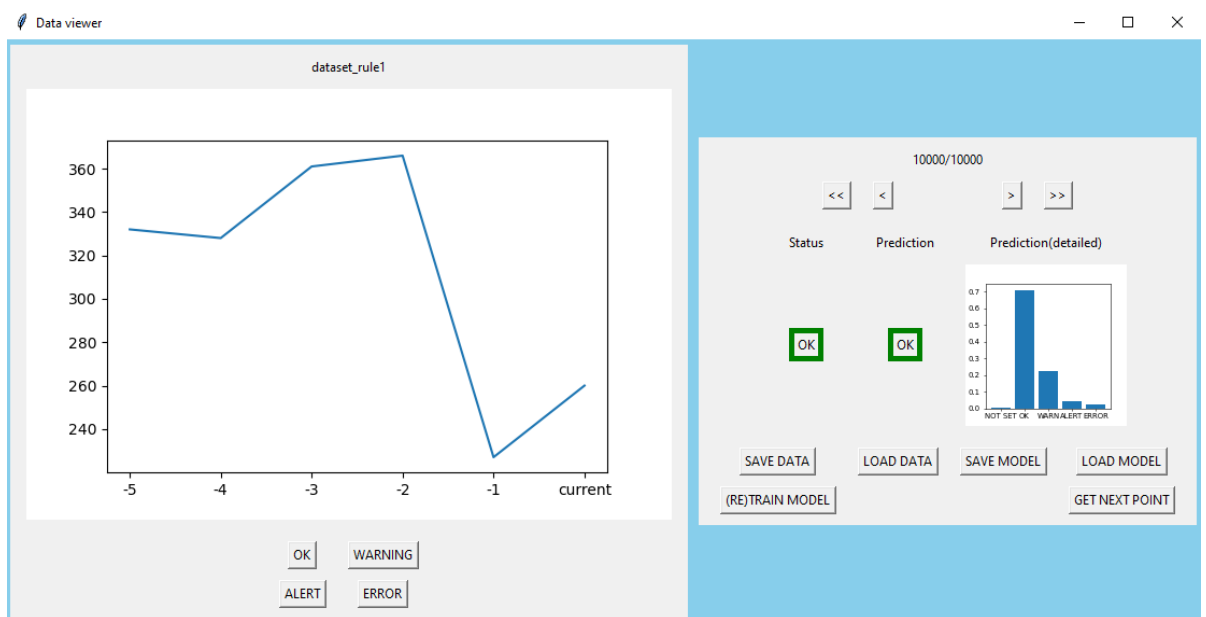 Data viewer
dataset_rule1
360
340
320
300
280
260
240
-5 -4 -3 -2 -1 current
OK WARNING
ALERT ERROR
10000/10000
<< < > >>
Status Prediction Prediction(detailed)
OK OK
0.7
0.6
0.5
0.4
0.3
0.2
0.1
0.0
NOT SET OK WARN ALERT ERROR
SAVE DATA LOAD DATA SAVE MODEL LOAD MODEL
(RE)TRAIN MODEL GET NEXT POINT